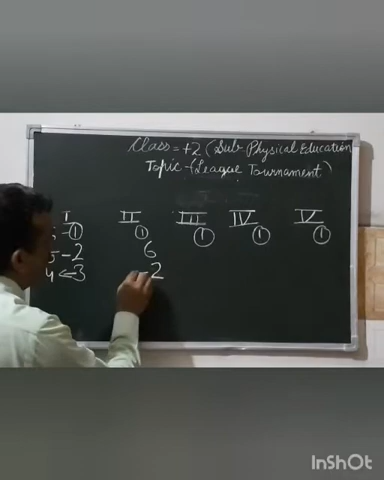 Class = +2 (Sub- Physical Education
Topic - (League Tournament)
I II III IV V
- ① ① ① ① ①
5 - 2 6
4 ← 3 - 2
InShOt